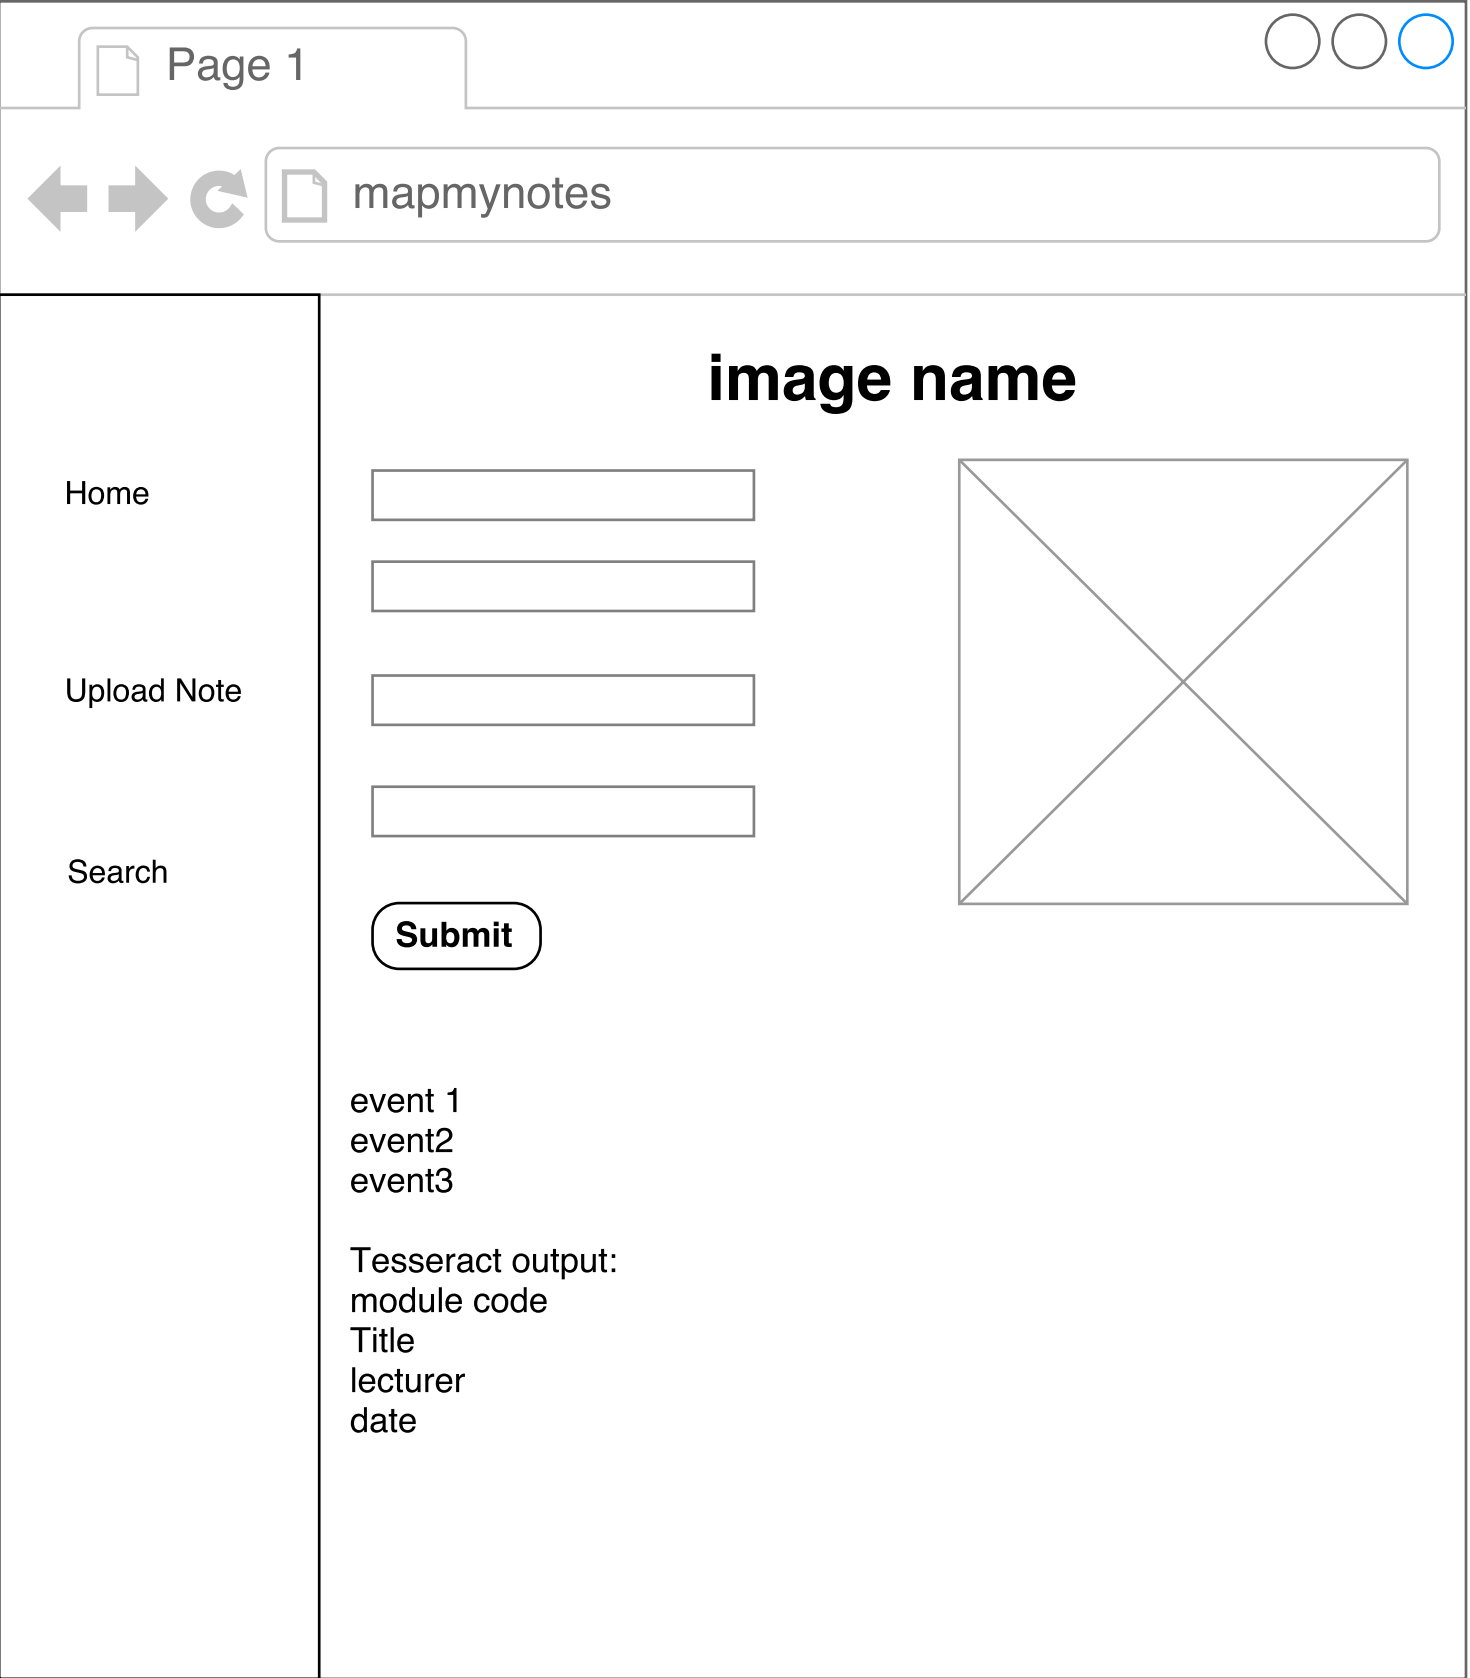 Page 1
mapmynotes
image name
Home
Upload Note
Search
Submit
event 1
event2
event3
Tesseract output:
module code
Title
lecturer
date